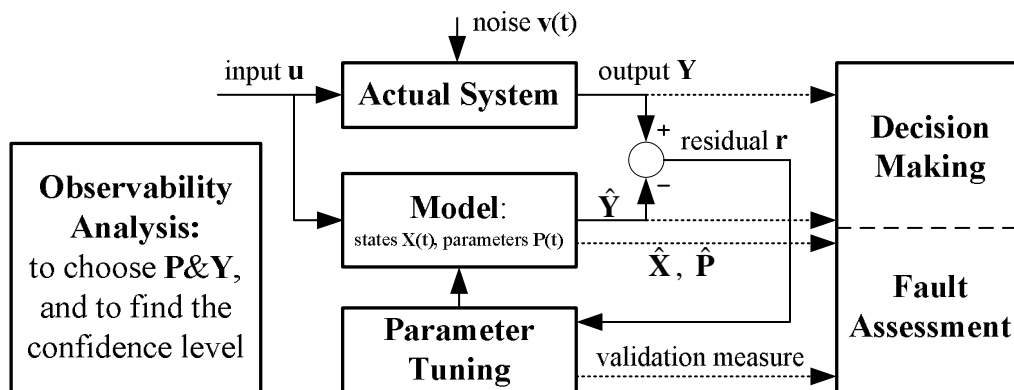 noise v(t)
input u
Actual System
output Y
+
−
residual r
Decision
Making
Observability
Analysis:
to choose P&Y,
and to find the
confidence level
Model:
states X(t), parameters P(t)
Ŷ
X̂ , P̂
Fault
Assessment
Parameter
Tuning
validation measure